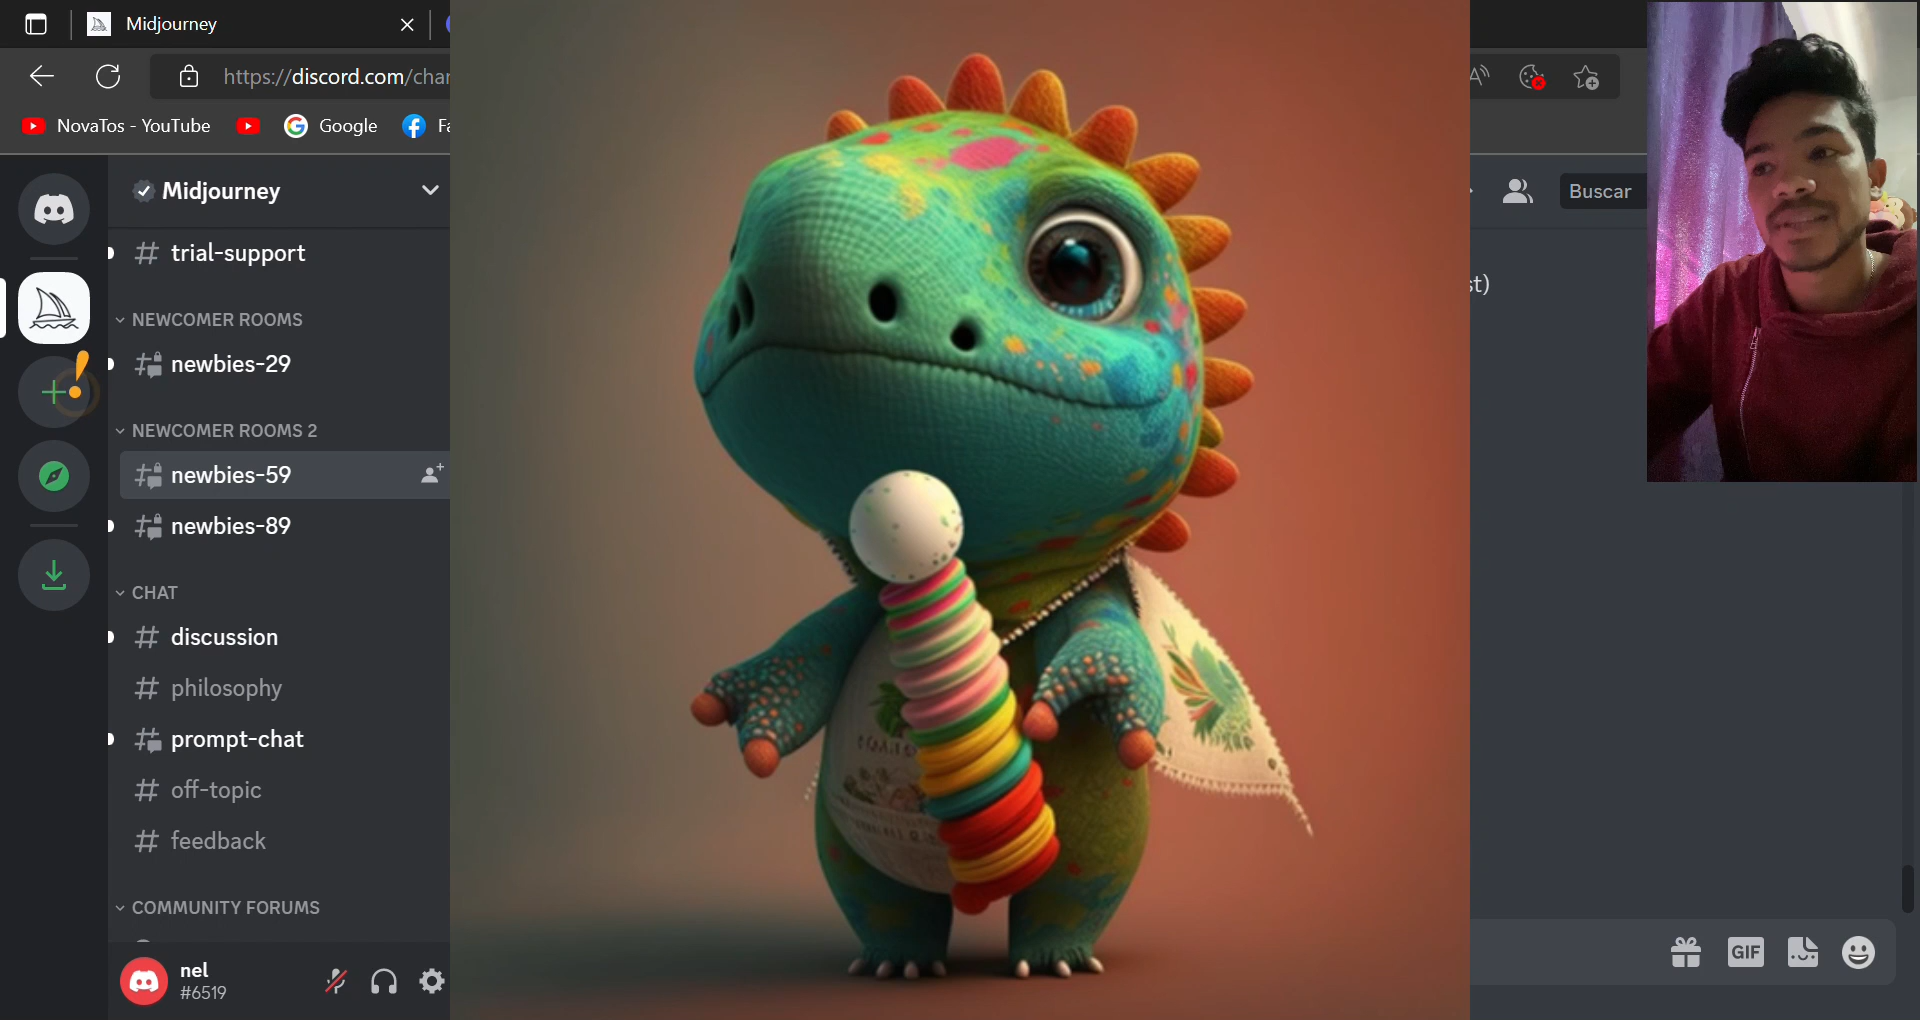 Midjourney
https://discord.com/char
NovaTos - YouTube
Google
Fa
A
Midjourney
Buscar
trial-support
st)
NEWCOMER ROOMS
newbies-29
NEWCOMER ROOMS 2
newbies-59
newbies-89
CHAT
discussion
philosophy
prompt-chat
off-topic
feedback
COMMUNITY FORUMS
nel
#6519
GIF